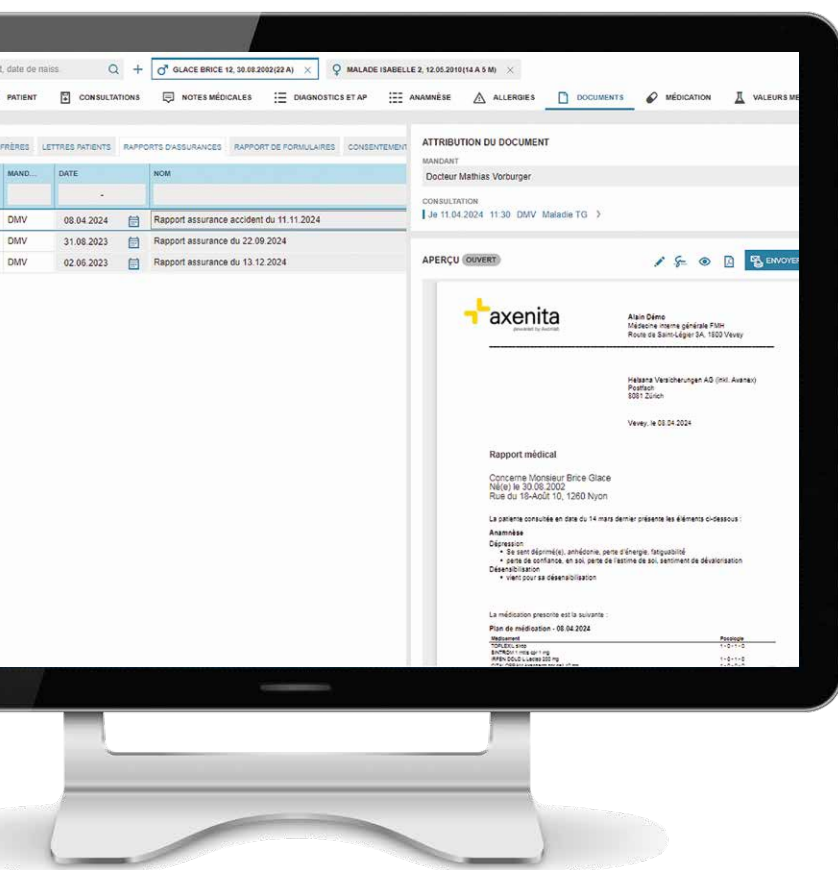 , date de naiss.
GLACE BRICE 12, 30.08.2002(22 A)
MALADE ISABELLE 2, 12.05.2010(14 A 5 M)
PATIENT CONSULTATIONS NOTES MÉDICALES DIAGNOSTICS ET AP ANAMNÈSE ALLERGIES DOCUMENTS MÉDICATION VALEURS ME
FRÈRES LETTRES PATIENTS RAPPORTS D'ASSURANCES RAPPORT DE FORMULAIRES CONSENTEMENT
MAND... DATE NOM
-
DMV 08.04.2024 Rapport assurance accident du 11.11.2024
DMV 31.08.2023 Rapport assurance du 22.09.2024
DMV 02.06.2023 Rapport assurance du 13.12.2024
ATTRIBUTION DU DOCUMENT
MANDANT
Docteur Mathias Vorburger
CONSULTATION
Je 11.04.2024 11:30 DMV Maladie TG
APERÇU OUVERT
ENVOYER
axenita
Alain Démo
Médecine interne générale FMH
Route de Saint-Légier 3A, 1800 Vevey
Helsana Versicherungen AG (inkl. Avanex)
Postfach
8081 Zürich
Vevey, le 08.04.2024
Rapport médical
Concerne Monsieur Brice Glace
Né(e) le 30.08.2002
Rue du 18-Août 10, 1260 Nyon
La patiente consultée en date du 14 mars dernier présente les éléments ci-dessous :
Anamnèse
Dépression
• Se sent déprimé(e), anhédonie, perte d'énergie, fatiguabilité
• perte de confiance, en soi, perte de l'estime de soi, sentiment de dévalorisation
Désensibilisation
• vient pour sa désensibilisation
La médication prescrite est la suivante :
Plan de médication - 08.04.2024
Médicament Posologie
1-0-1-0
1-0-1-0